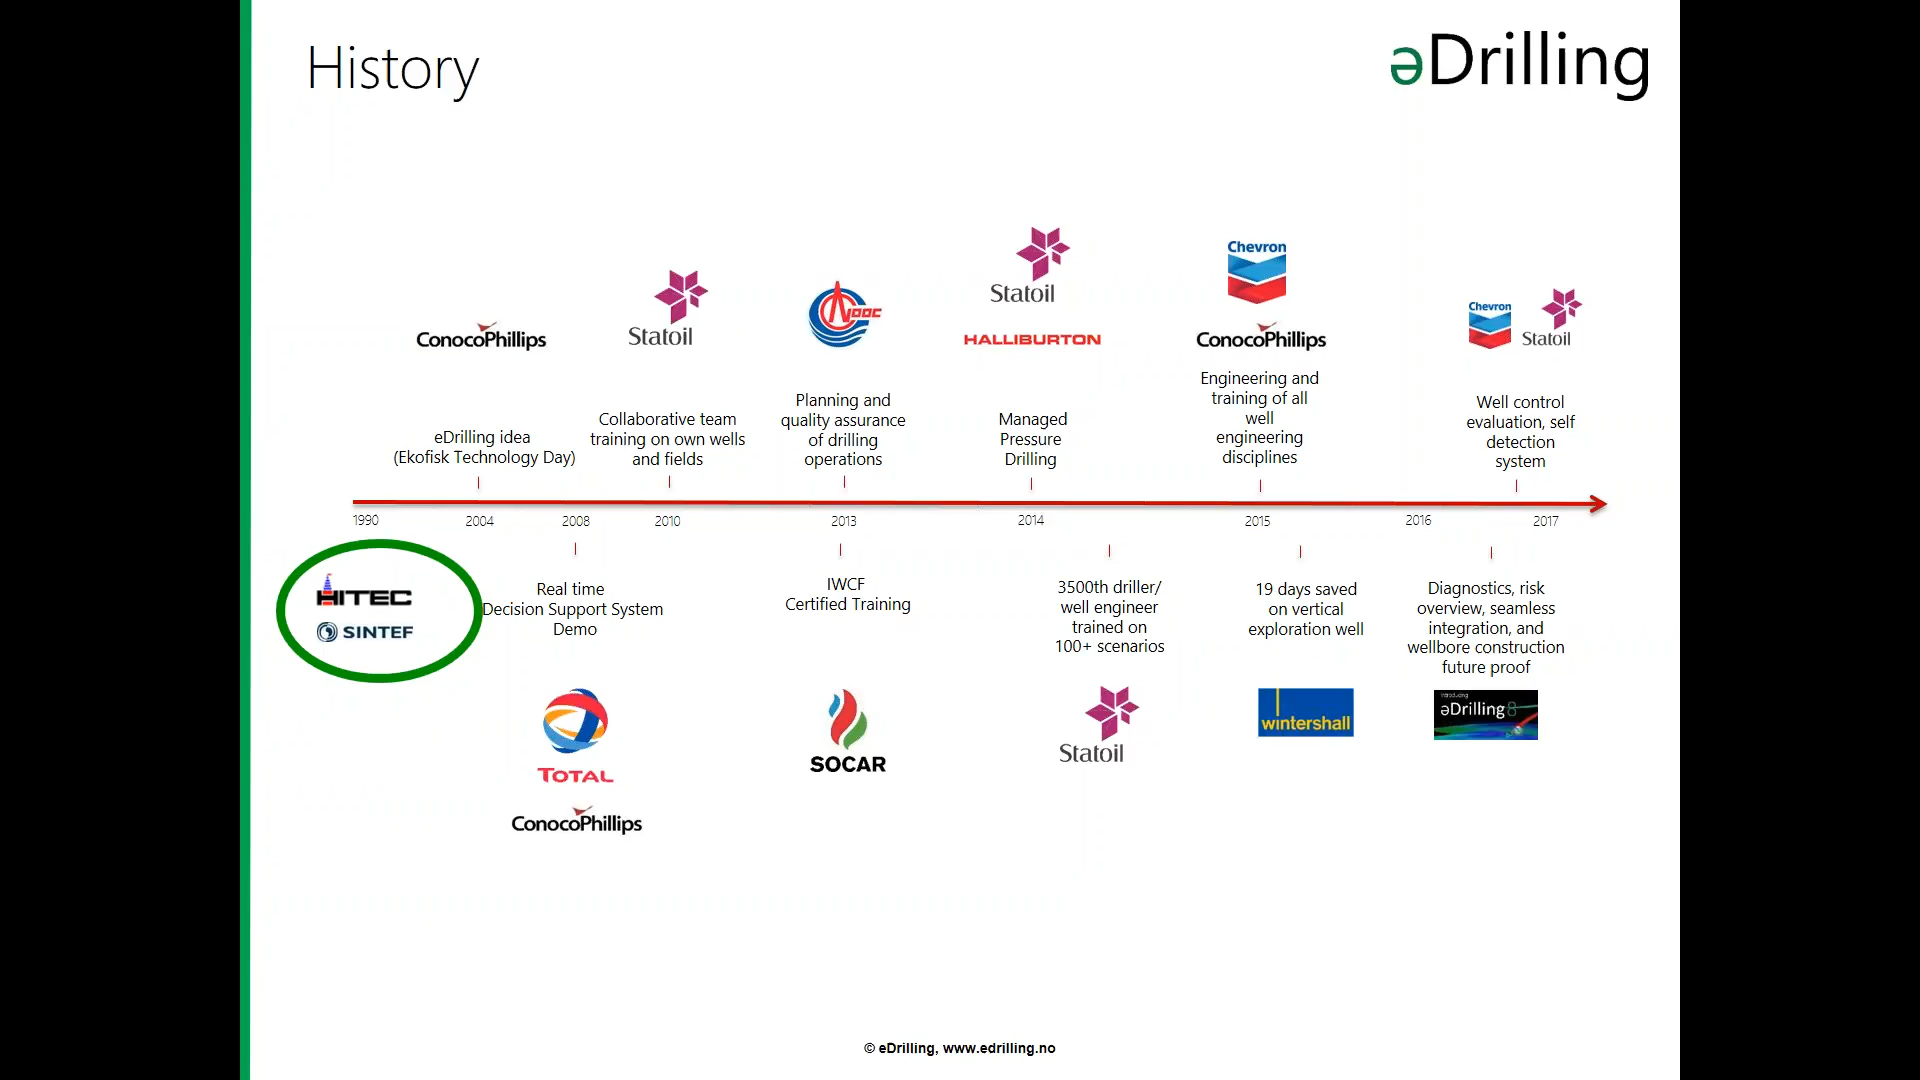 History
əDrilling
ConocoPhillips
eDrilling idea
(Ekofisk Technology Day)
Statoil
Collaborative team
training on own wells
and fields
CNOOC
Planning and
quality assurance
of drilling
operations
Statoil
HALLIBURTON
Managed
Pressure
Drilling
Chevron
ConocoPhillips
Engineering and
training of all
well
engineering
disciplines
Chevron
Statoil
Well control
evaluation, self
detection
system
1990
2004
2008
2010
2013
2014
2015
2016
2017
HITEC
SINTEF
Real time
Decision Support System
Demo
TOTAL
ConocoPhillips
IWCF
Certified Training
SOCAR
3500th driller/
well engineer
trained on
100+ scenarios
Statoil
19 days saved
on vertical
exploration well
wintershall
Diagnostics, risk
overview, seamless
integration, and
wellbore construction
future proof
Introducing
əDrilling 8
© eDrilling, www.edrilling.no